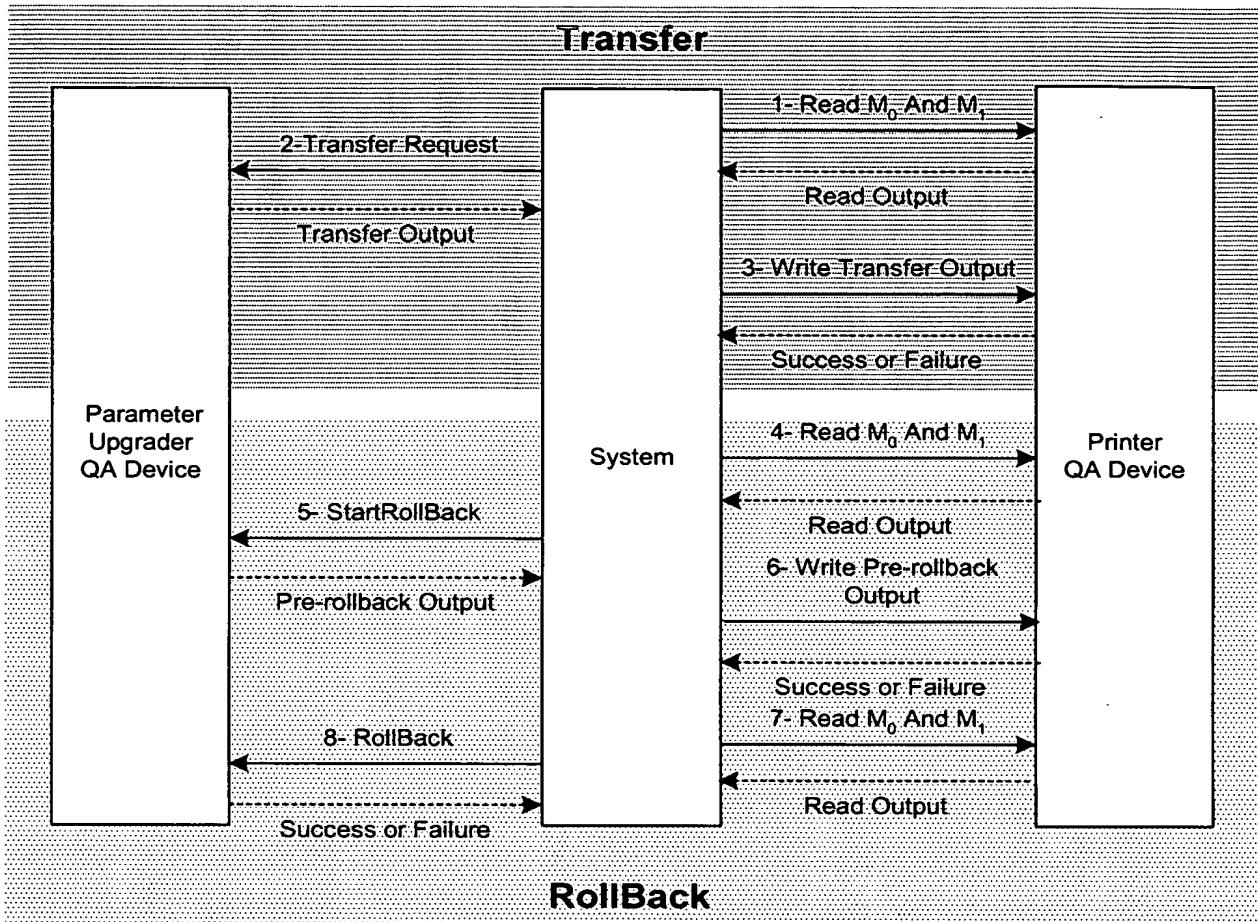 Transfer
1- Read M₀ And M₁
2-Transfer Request
Read Output
Transfer Output
3- Write Transfer Output
Success or Failure
Parameter
Upgrader
QA Device
System
Printer
QA Device
4- Read M₀ And M₁
5- StartRollBack
Read Output
6- Write Pre-rollback
Output
Pre-rollback Output
Success or Failure
7- Read M₀ And M₁
8- RollBack
Read Output
Success or Failure
RollBack